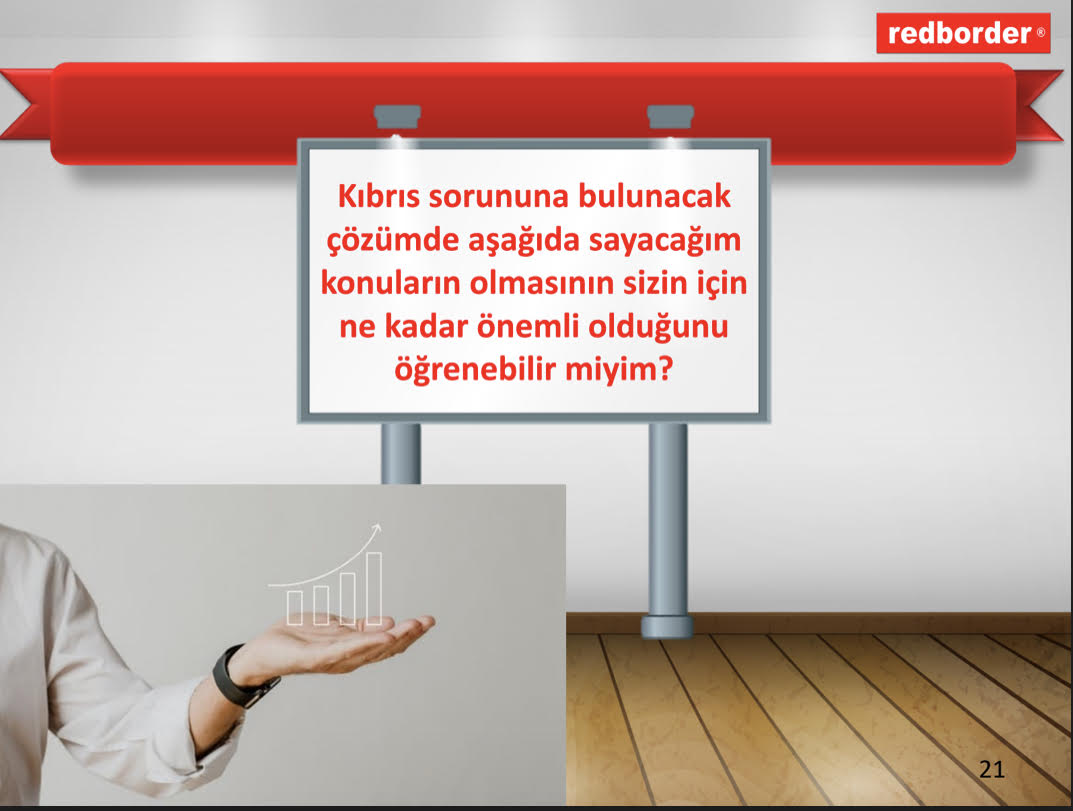 redborder ®
Kıbrıs sorununa bulunacak
çözümde aşağıda sayacağım
konuların olmasının sizin için
ne kadar önemli olduğunu
öğrenebilir miyim?
21